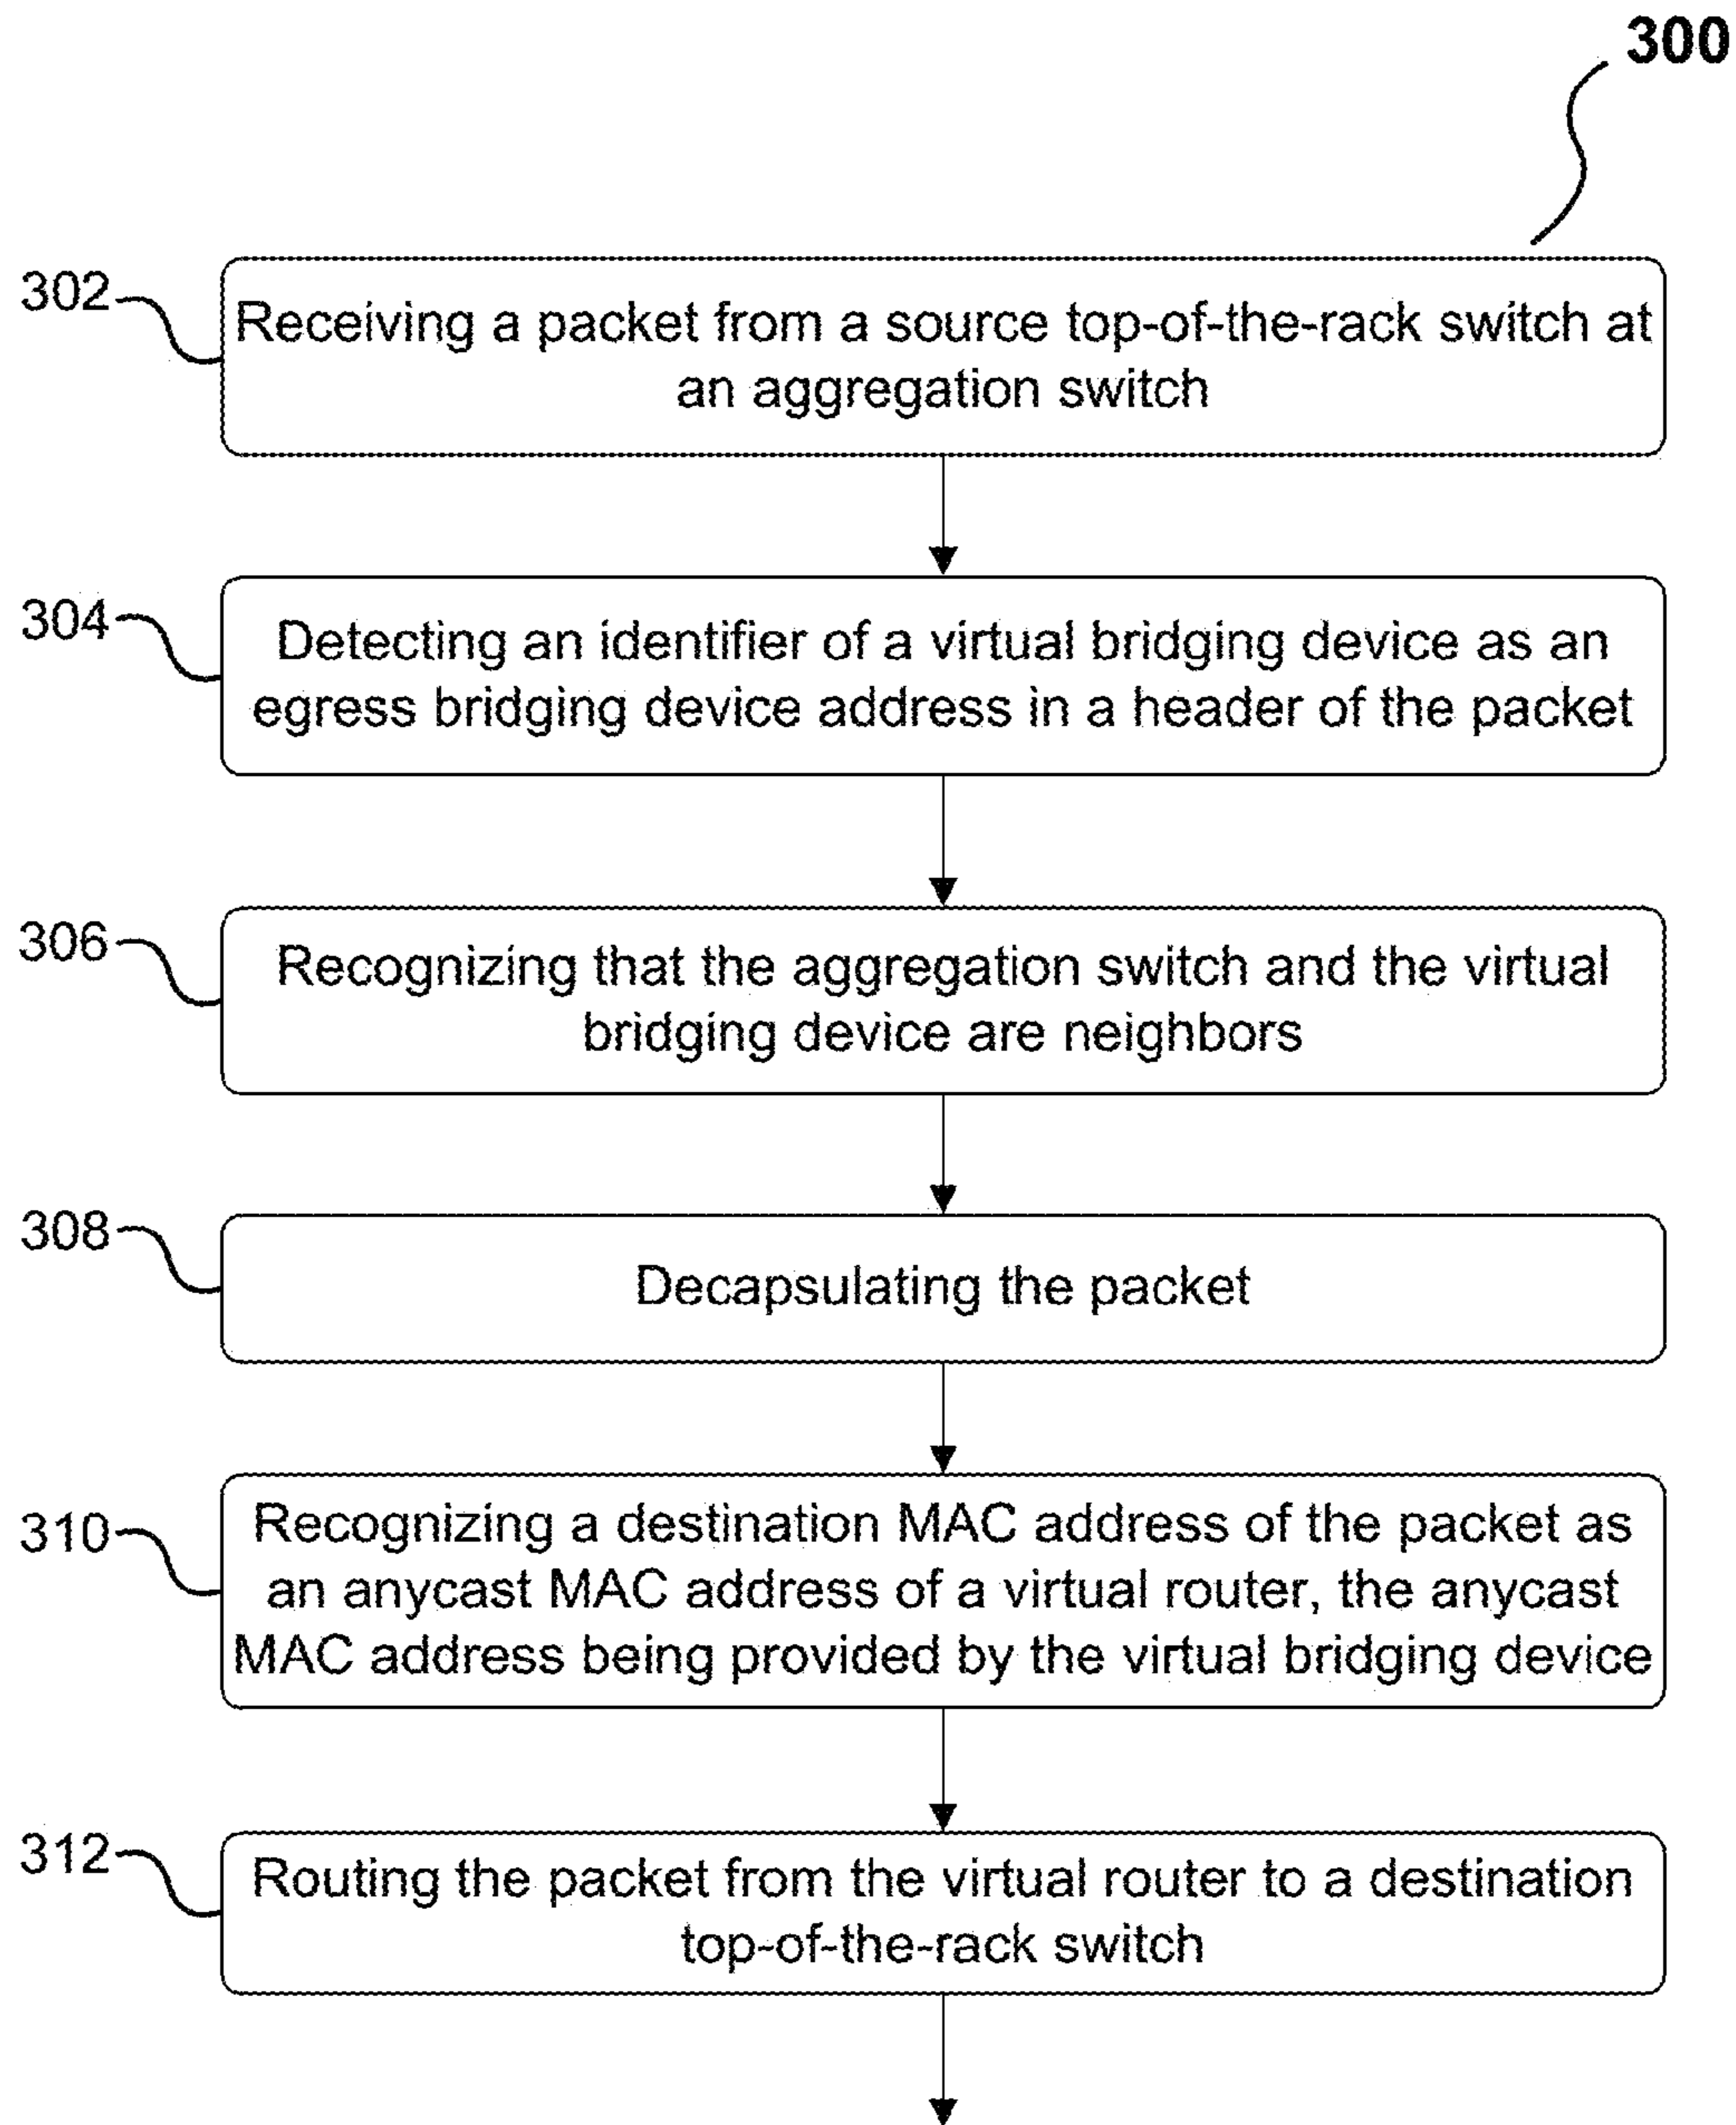 300
302
Receiving a packet from a source top-of-the-rack switch at
an aggregation switch
304
Detecting an identifier of a virtual bridging device as an
egress bridging device address in a header of the packet
306
Recognizing that the aggregation switch and the virtual
bridging device are neighbors
308
Decapsulating the packet
310
Recognizing a destination MAC address of the packet as
an anycast MAC address of a virtual router, the anycast
MAC address being provided by the virtual bridging device
312
Routing the packet from the virtual router to a destination
top-of-the-rack switch